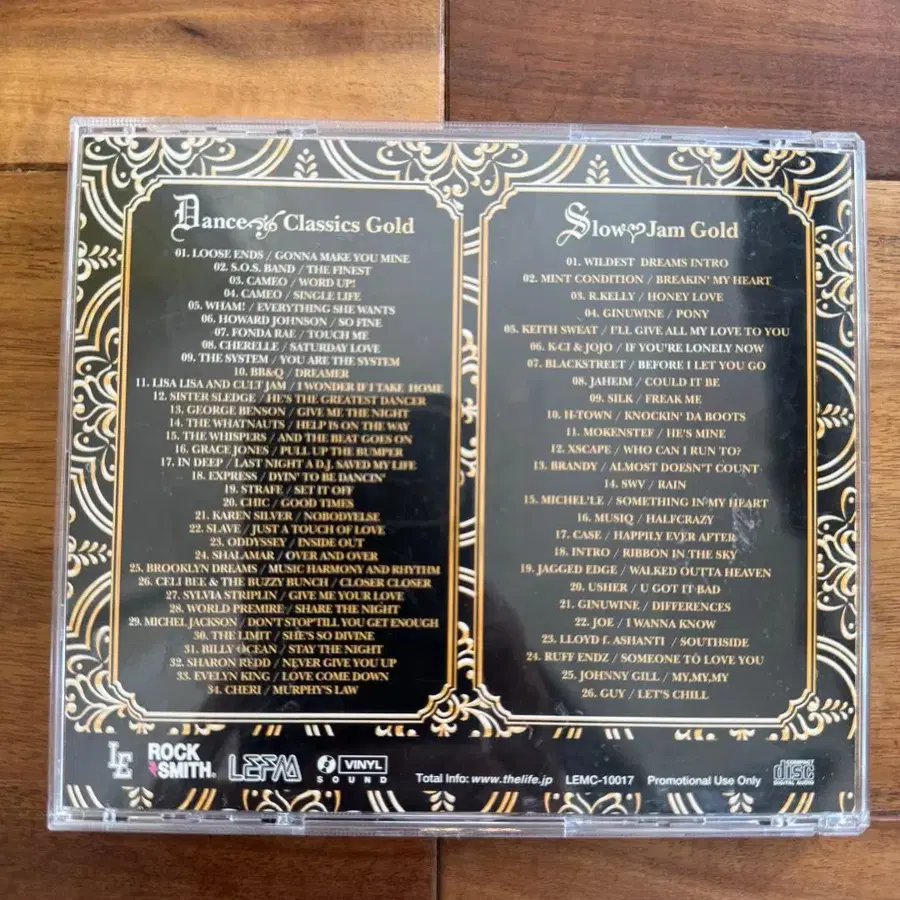 Dance Classics Gold
01. LOOSE ENDS / GONNA MAKE YOU MINE
02. S.O.S. BAND / THE FINEST
03. CAMEO / WORD UP!
04. CAMEO / SINGLE LIFE
05. WHAM! / EVERYTHING SHE WANTS
06. HOWARD JOHNSON / SO FINE
07. FONDA RAE / TOUCH ME
08. CHERELLE / SATURDAY LOVE
09. THE SYSTEM / YOU ARE THE SYSTEM
10. BB&Q / DREAMER
11. LISA LISA AND CULT JAM / I WONDER IF I TAKE HOME
12. SISTER SLEDGE / HE'S THE GREATEST DANCER
13. GEORGE BENSON / GIVE ME THE NIGHT
14. THE WHATNAUTS / HELP IS ON THE WAY
15. THE WHISPERS / AND THE BEAT GOES ON
16. GRACE JONES / PULL UP THE BUMPER
17. IN DEEP / LAST NIGHT A D.J. SAVED MY LIFE
18. EXPRESS / DYIN' TO BE DANCIN'
19. STRAFE / SET IT OFF
20. CHIC / GOOD TIMES
21. KAREN SILVER / NOBODYELSE
22. SLAVE / JUST A TOUCH OF LOVE
23. ODDYSSEY / INSIDE OUT
24. SHALAMAR / OVER AND OVER
25. BROOKLYN DREAMS / MUSIC HARMONY AND RHYTHM
26. CELI BEE & THE BUZZY BUNCH / CLOSER CLOSER
27. SYLVIA STRIPLIN / GIVE ME YOUR LOVE
28. WORLD PREMIRE / SHARE THE NIGHT
29. MICHEL JACKSON / DON'T STOP'TILL YOU GET ENOUGH
30. THE LIMIT / SHE'S SO DIVINE
31. BILLY OCEAN / STAY THE NIGHT
32. SHARON REDD / NEVER GIVE YOU UP
33. EVELYN KING / LOVE COME DOWN
34. CHERI / MURPHY'S LAW
Slow Jam Gold
01. WILDEST DREAMS INTRO
02. MINT CONDITION / BREAKIN' MY HEART
03. R.KELLY / HONEY LOVE
04. GINUWINE / PONY
05. KEITH SWEAT / I'LL GIVE ALL MY LOVE TO YOU
06. K-CI & JOJO / IF YOU'RE LONELY NOW
07. BLACKSTREET / BEFORE I LET YOU GO
08. JAHEIM / COULD IT BE
09. SILK / FREAK ME
10. H-TOWN / KNOCKIN' DA BOOTS
11. MOKENSTEF / HE'S MINE
12. XSCAPE / WHO CAN I RUN TO?
13. BRANDY / ALMOST DOESN'T COUNT
14. SWV / RAIN
15. MICHEL'LE / SOMETHING IN MY HEART
16. MUSIQ / HALFCRAZY
17. CASE / HAPPILY EVER AFTER
18. INTRO / RIBBON IN THE SKY
19. JAGGED EDGE / WALKED OUTTA HEAVEN
20. USHER / U GOT IT BAD
21. GINUWINE / DIFFERENCES
22. JOE / I WANNA KNOW
23. LLOYD f. ASHANTI / SOUTHSIDE
24. RUFF ENDZ / SOMEONE TO LOVE YOU
25. JOHNNY GILL / MY,MY,MY
26. GUY / LET'S CHILL
LE
ROCK SMITH®
LEFM
VINYL SOUND
Total Info: www.thelife.jp LEMC-10017 Promotional Use Only
COMPACT disc DIGITAL AUDIO